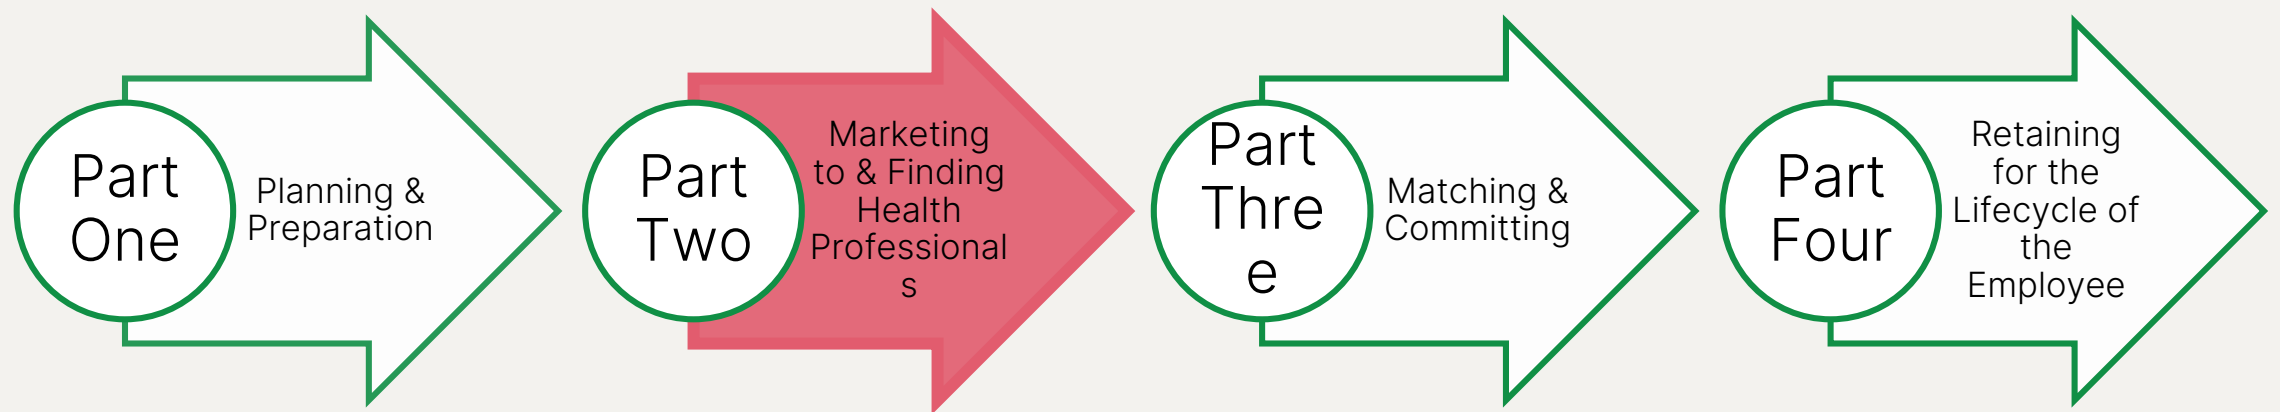 Part
One
Planning &
Preparation
Part
Two
Marketing
to & Finding
Health
Professional
s
Part
Thre
e
Matching &
Committing
Part
Four
Retaining
for the
Lifecycle of
the
Employee